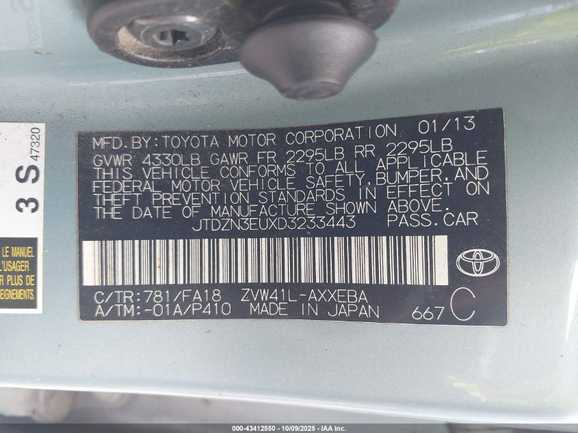 MFD. BY: TOYOTA MOTOR CORPORATION 01/13
GVWR 4330LB GAWR FR 2295LB RR 2295LB
THIS VEHICLE CONFORMS TO ALL APPLICABLE
FEDERAL MOTOR VEHICLE SAFETY, BUMPER, AND
THEFT PREVENTION STANDARDS IN EFFECT ON
THE DATE OF MANUFACTURE SHOWN ABOVE.
JTDZN3EUXD3233443 PASS. CAR
C/TR: 781/FA18 ZVW41L-AXXEBA
A/TM: -01A/P410 MADE IN JAPAN 667 C
3 S 47320
LE MANUEL
L'USAGER
PLUS DE
EIGNEMENTS.
000-43412550 - 10/09/2025 - IAA Inc.